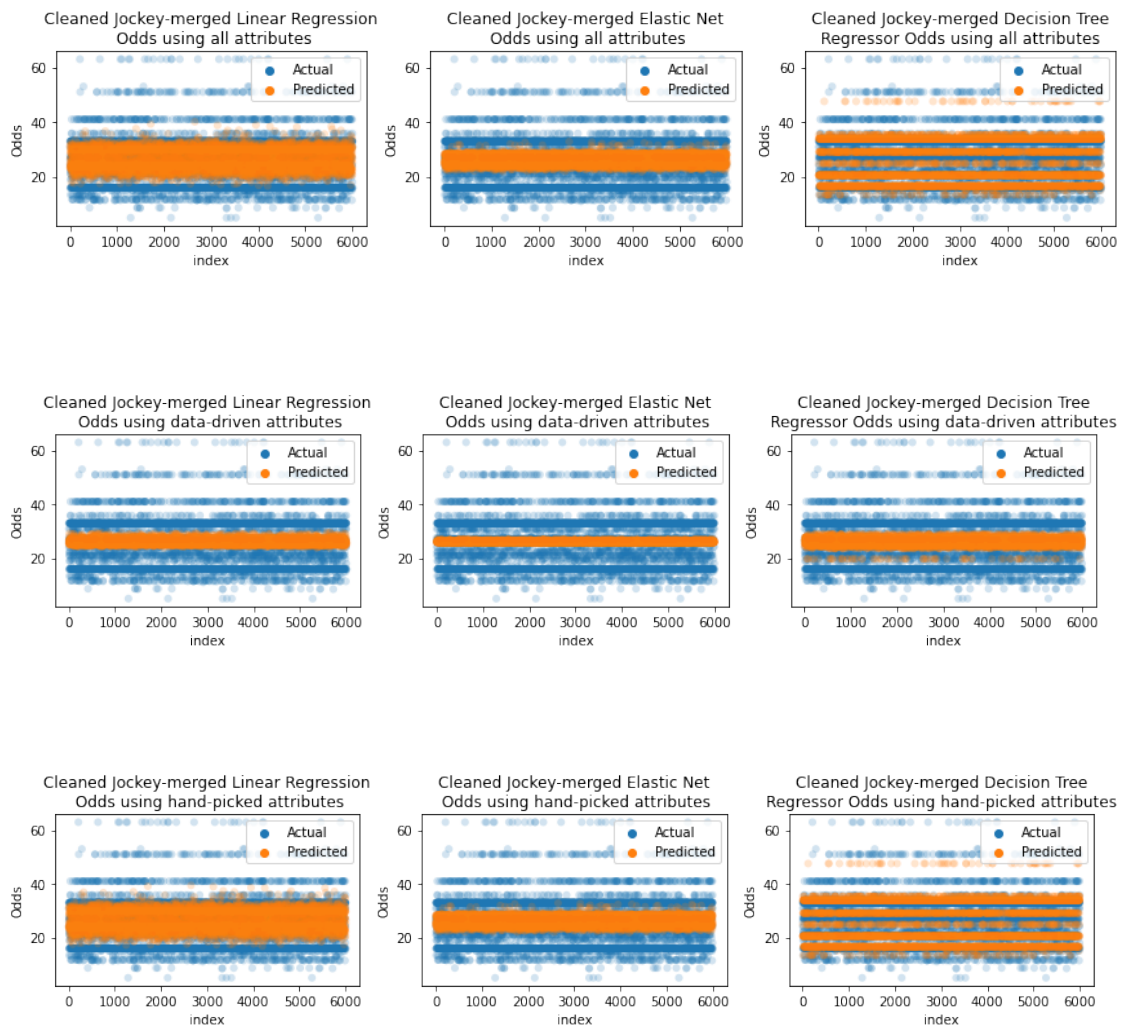 Cleaned Jockey-merged Linear Regression
Odds using all attributes
Cleaned Jockey-merged Elastic Net
Odds using all attributes
Cleaned Jockey-merged Decision Tree
Regressor Odds using all attributes
60
40
20
Odds
Actual
Predicted
0 1000 2000 3000 4000 5000 6000
index
60
40
20
Odds
Actual
Predicted
0 1000 2000 3000 4000 5000 6000
index
60
40
20
Odds
Actual
Predicted
0 1000 2000 3000 4000 5000 6000
index
Cleaned Jockey-merged Linear Regression
Odds using data-driven attributes
Cleaned Jockey-merged Elastic Net
Odds using data-driven attributes
Cleaned Jockey-merged Decision Tree
Regressor Odds using data-driven attributes
60
40
20
Odds
Actual
Predicted
0 1000 2000 3000 4000 5000 6000
index
60
40
20
Odds
Actual
Predicted
0 1000 2000 3000 4000 5000 6000
index
60
40
20
Odds
Actual
Predicted
0 1000 2000 3000 4000 5000 6000
index
Cleaned Jockey-merged Linear Regression
Odds using hand-picked attributes
Cleaned Jockey-merged Elastic Net
Odds using hand-picked attributes
Cleaned Jockey-merged Decision Tree
Regressor Odds using hand-picked attributes
60
40
20
Odds
Actual
Predicted
0 1000 2000 3000 4000 5000 6000
index
60
40
20
Odds
Actual
Predicted
0 1000 2000 3000 4000 5000 6000
index
60
40
20
Odds
Actual
Predicted
0 1000 2000 3000 4000 5000 6000
index